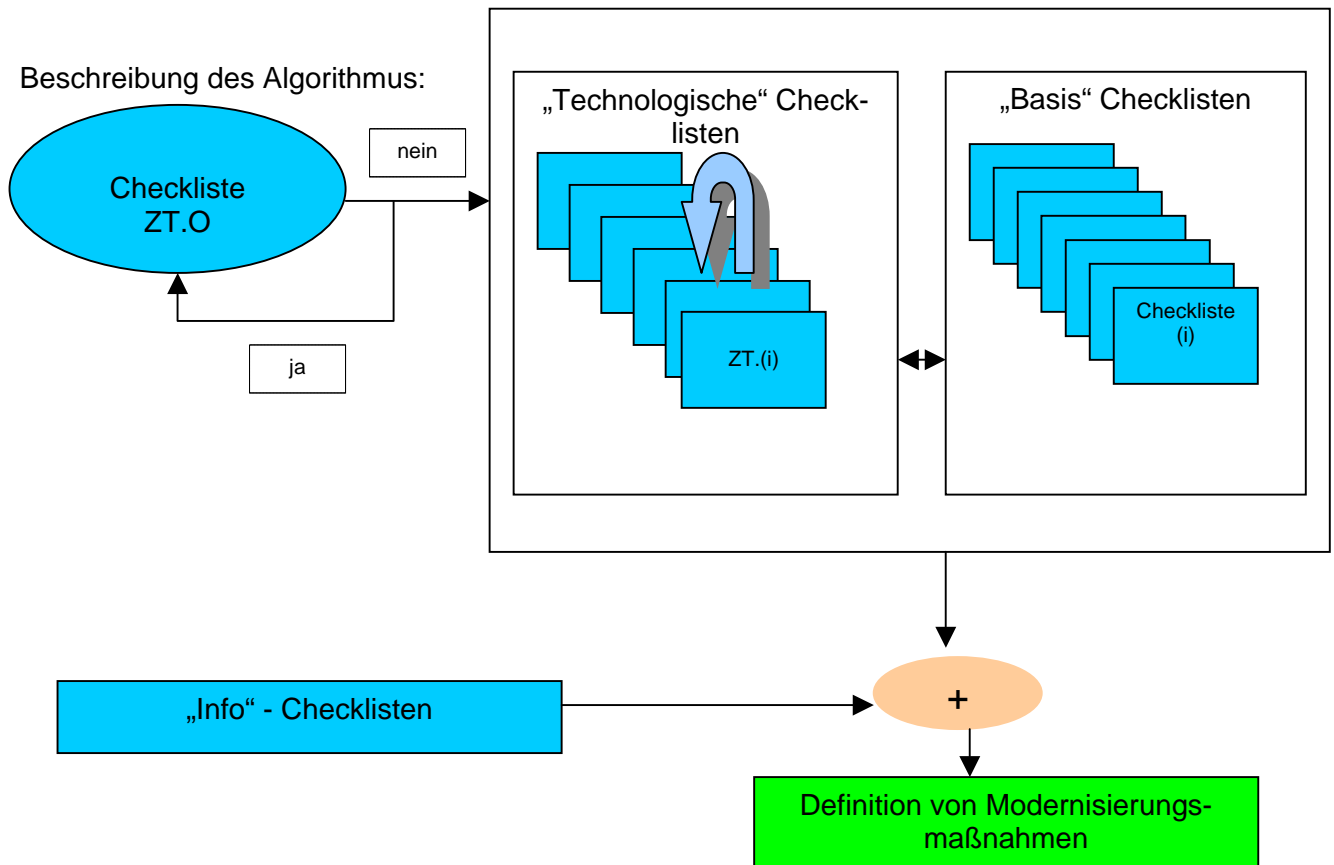 Beschreibung des Algorithmus:
Checkliste
ZT.O
nein
ja
„Technologische“ Check-
listen
ZT.(i)
„Basis“ Checklisten
Checkliste
(i)
„Info“ - Checklisten
+
Definition von Modernisierungs-
maßnahmen